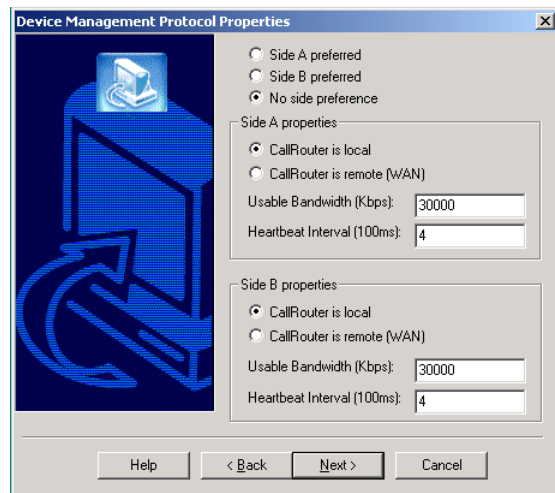 Device Management Protocol Properties
Side A preferred
Side B preferred
No side preference
Side A properties
CallRouter is local
CallRouter is remote (WAN)
Usable Bandwidth (Kbps): 30000
Heartbeat Interval (100ms): 4
Side B properties
CallRouter is local
CallRouter is remote (WAN)
Usable Bandwidth (Kbps): 30000
Heartbeat Interval (100ms): 4
Help < Back Next > Cancel